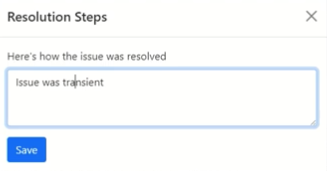 Resolution Steps
Here's how the issue was resolved
Issue was transient
Save